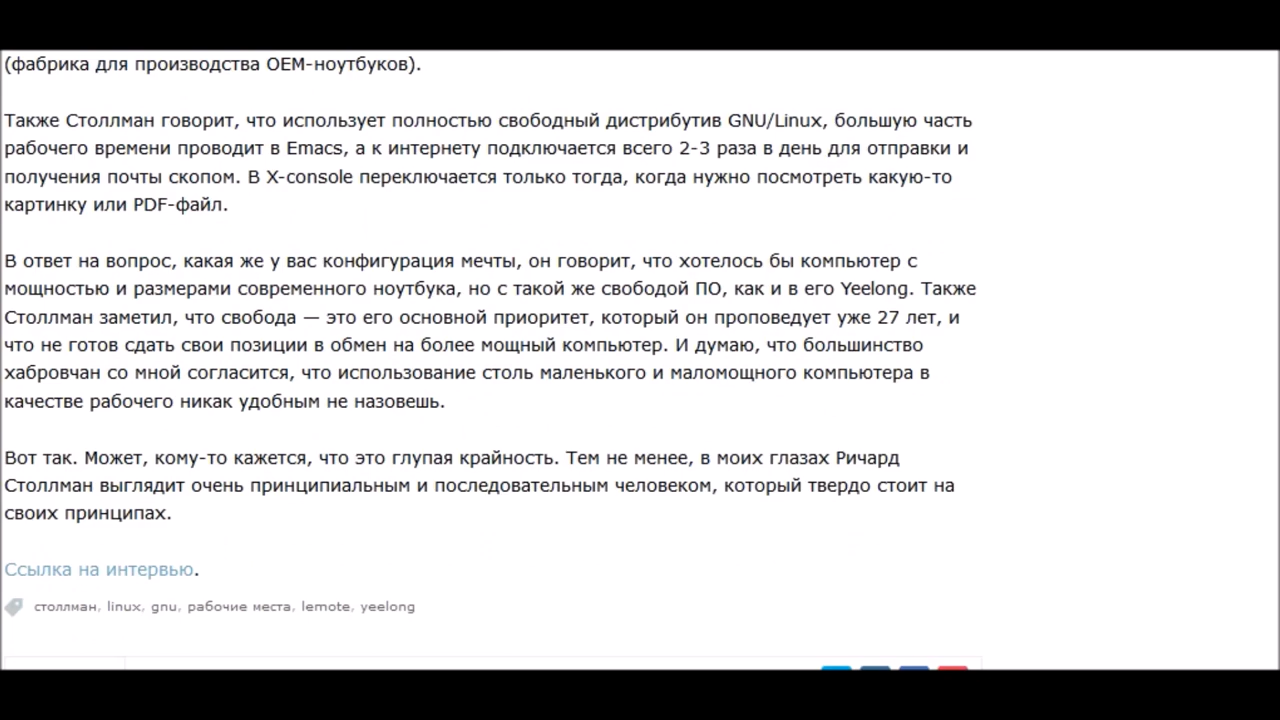 (фабрика для производства OEM-ноутбуков).
Также Столлман говорит, что использует полностью свободный дистрибутив GNU/Linux, большую часть
рабочего времени проводит в Emacs, а к интернету подключается всего 2-3 раза в день для отправки и
получения почты скопом. В X-console переключается только тогда, когда нужно посмотреть какую-то
картинку или PDF-файл.
В ответ на вопрос, какая же у вас конфигурация мечты, он говорит, что хотелось бы компьютер с
мощностью и размерами современного ноутбука, но с такой же свободой ПО, как и в его Yeelong. Также
Столлман заметил, что свобода — это его основной приоритет, который он проповедует уже 27 лет, и
что не готов сдать свои позиции в обмен на более мощный компьютер. И думаю, что большинство
хабровчан со мной согласится, что использование столь маленького и маломощного компьютера в
качестве рабочего никак удобным не назовешь.
Вот так. Может, кому-то кажется, что это глупая крайность. Тем не менее, в моих глазах Ричард
Столлман выглядит очень принципиальным и последовательным человеком, который твердо стоит на
своих принципах.
Ссылка на интервью.
столлман, linux, gnu, рабочие места, lemote, yeelong